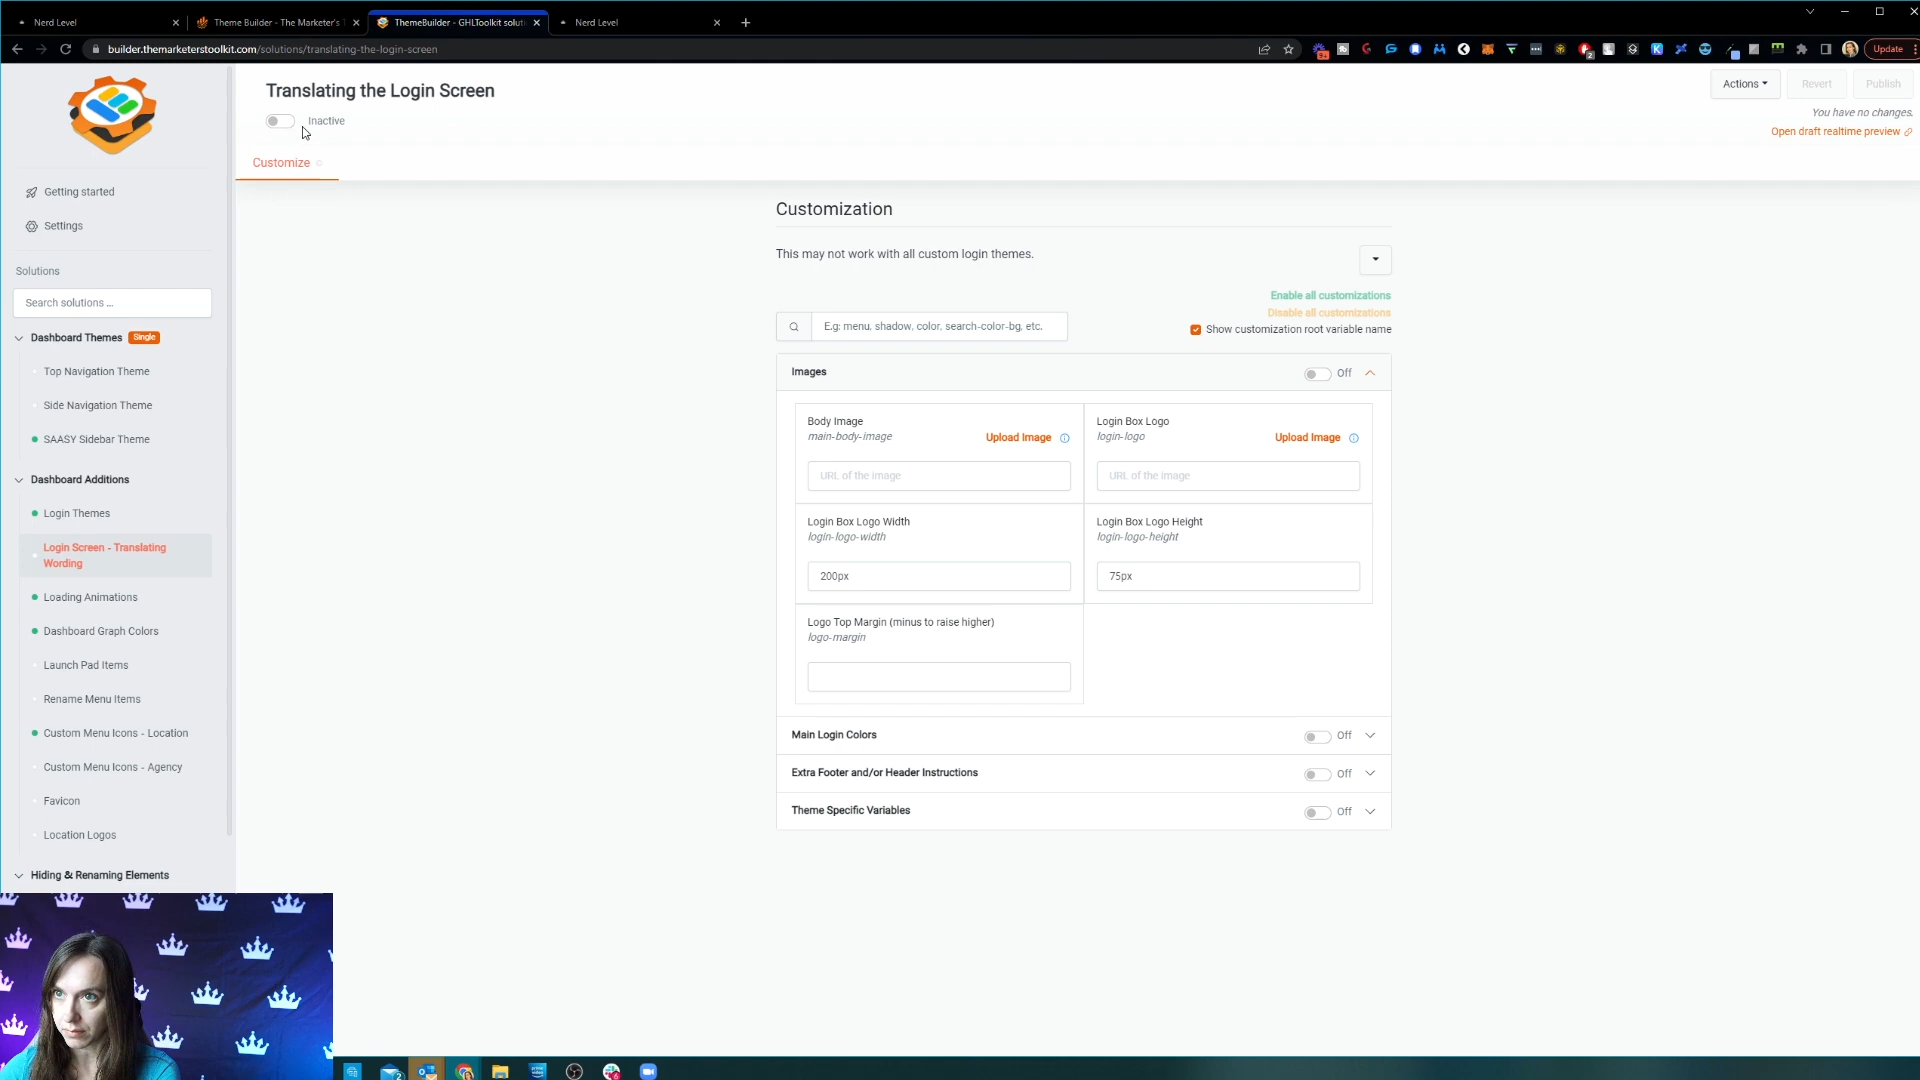 Nerd Level
Theme Builder - The Marketer's T
ThemeBuilder - GHLToolkit soluti
Nerd Level
builder.themarketerstoolkit.com/solutions/translating-the-login-screen
Update
Translating the Login Screen
Inactive
Actions
Revert
Publish
You have no changes.
Open draft realtime preview
Customize
Getting started
Settings
Solutions
Search solutions ...
Dashboard Themes
Single
Top Navigation Theme
Side Navigation Theme
SAASY Sidebar Theme
Dashboard Additions
Login Themes
Login Screen - Translating
Wording
Loading Animations
Dashboard Graph Colors
Launch Pad Items
Rename Menu Items
Custom Menu Icons - Location
Custom Menu Icons - Agency
Favicon
Location Logos
Hiding & Renaming Elements
Customization
This may not work with all custom login themes.
Enable all customizations
Disable all customizations
E.g: menu, shadow, color, search-color-bg, etc.
Show customization root variable name
Images
Off
Body Image
main-body-image
Upload Image
URL of the image
Login Box Logo
login-logo
Upload Image
URL of the image
Login Box Logo Width
login-logo-width
200px
Login Box Logo Height
login-logo-height
75px
Logo Top Margin (minus to raise higher)
logo-margin
Main Login Colors
Off
Extra Footer and/or Header Instructions
Off
Theme Specific Variables
Off